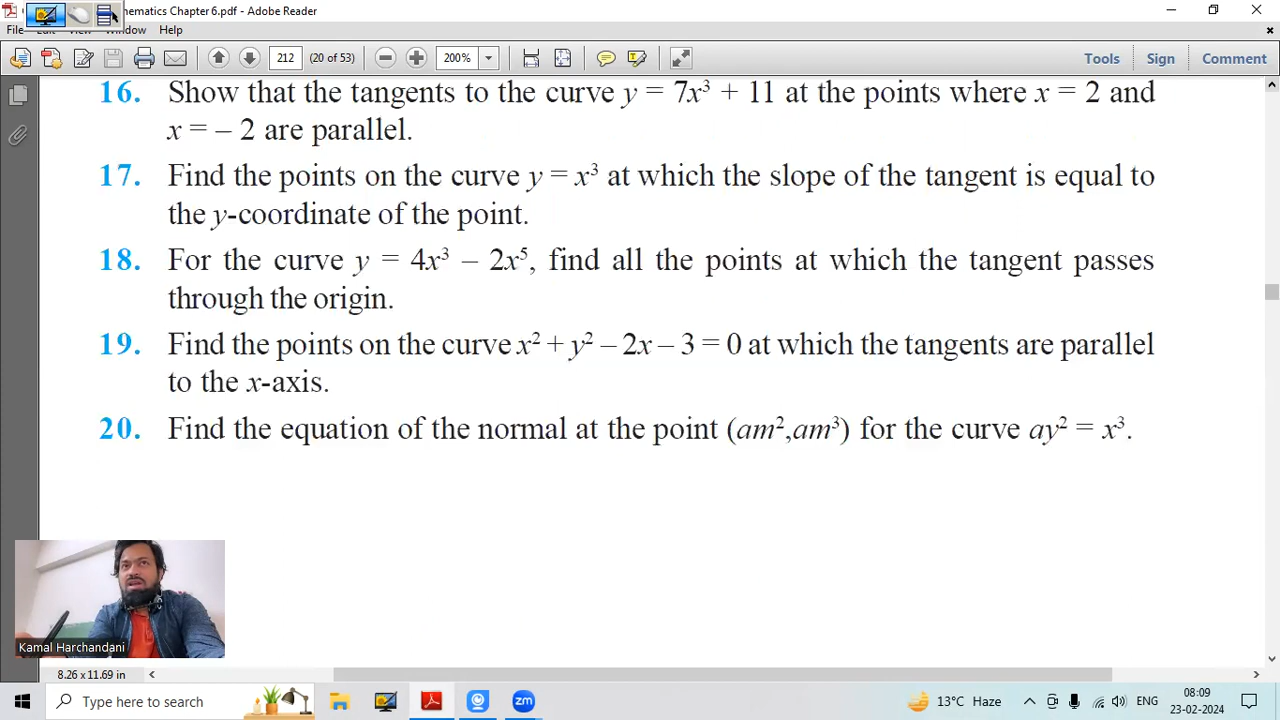 nematics Chapter 6.pdf - Adobe Reader
File Edit View Window Help
212 (20 of 53) 200% Tools Sign Comment
16. Show that the tangents to the curve y = 7x³ + 11 at the points where x = 2 and
x = – 2 are parallel.
17. Find the points on the curve y = x³ at which the slope of the tangent is equal to
the y-coordinate of the point.
18. For the curve y = 4x³ – 2x⁵, find all the points at which the tangent passes
through the origin.
19. Find the points on the curve x² + y² – 2x – 3 = 0 at which the tangents are parallel
to the x-axis.
20. Find the equation of the normal at the point (am²,am³) for the curve ay² = x³.
Kamal Harchandani
8.26 x 11.69 in
Type here to search
zm
13°C Haze
ENG
08:09
23-02-2024